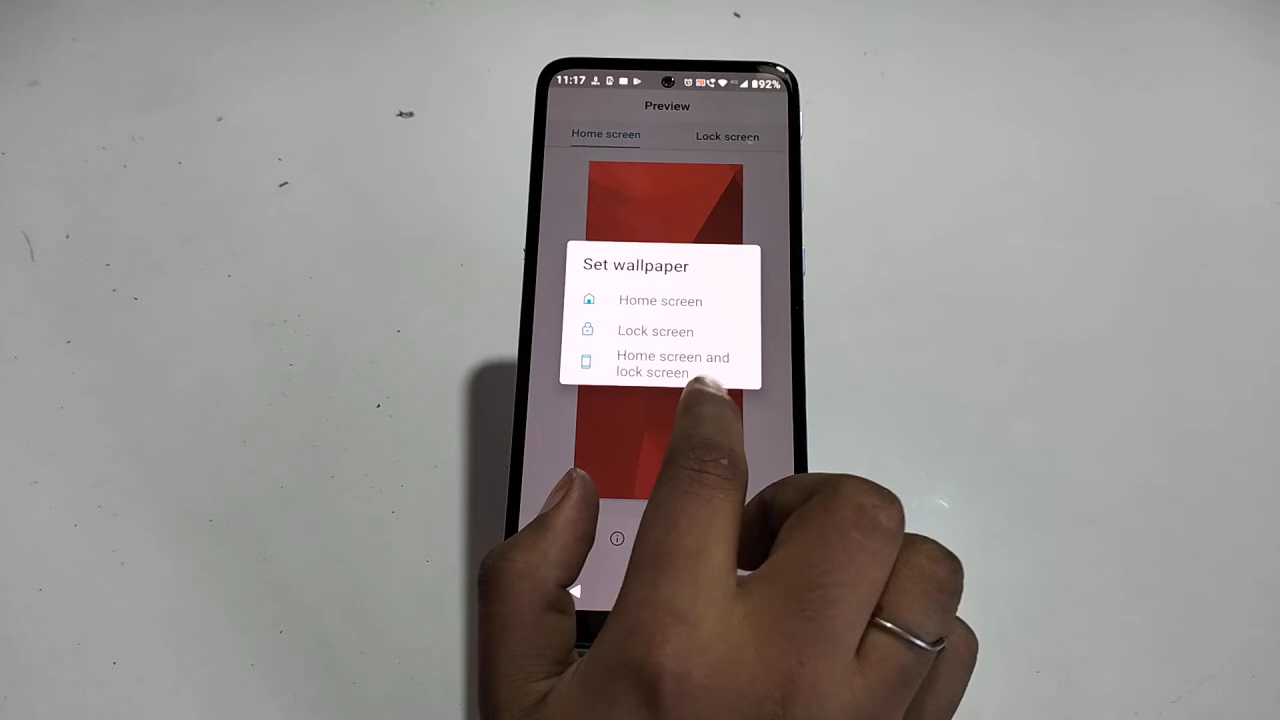 11:17 92%
Preview
Home screen Lock screen
Set wallpaper
Home screen
Lock screen
Home screen and
lock screen